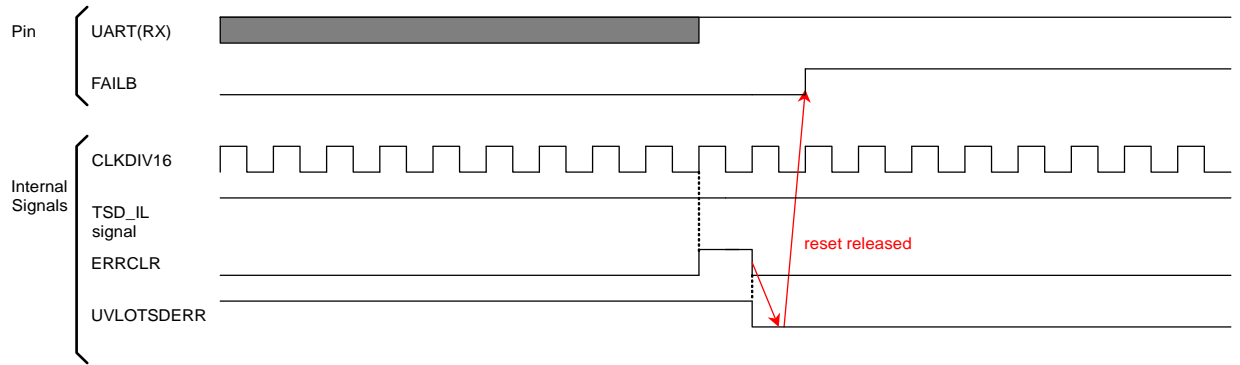 Pin
UART(RX)
FAILB
CLKDIV16
Internal
Signals
TSD_IL
signal
reset released
ERRCLR
UVLOTSDERR